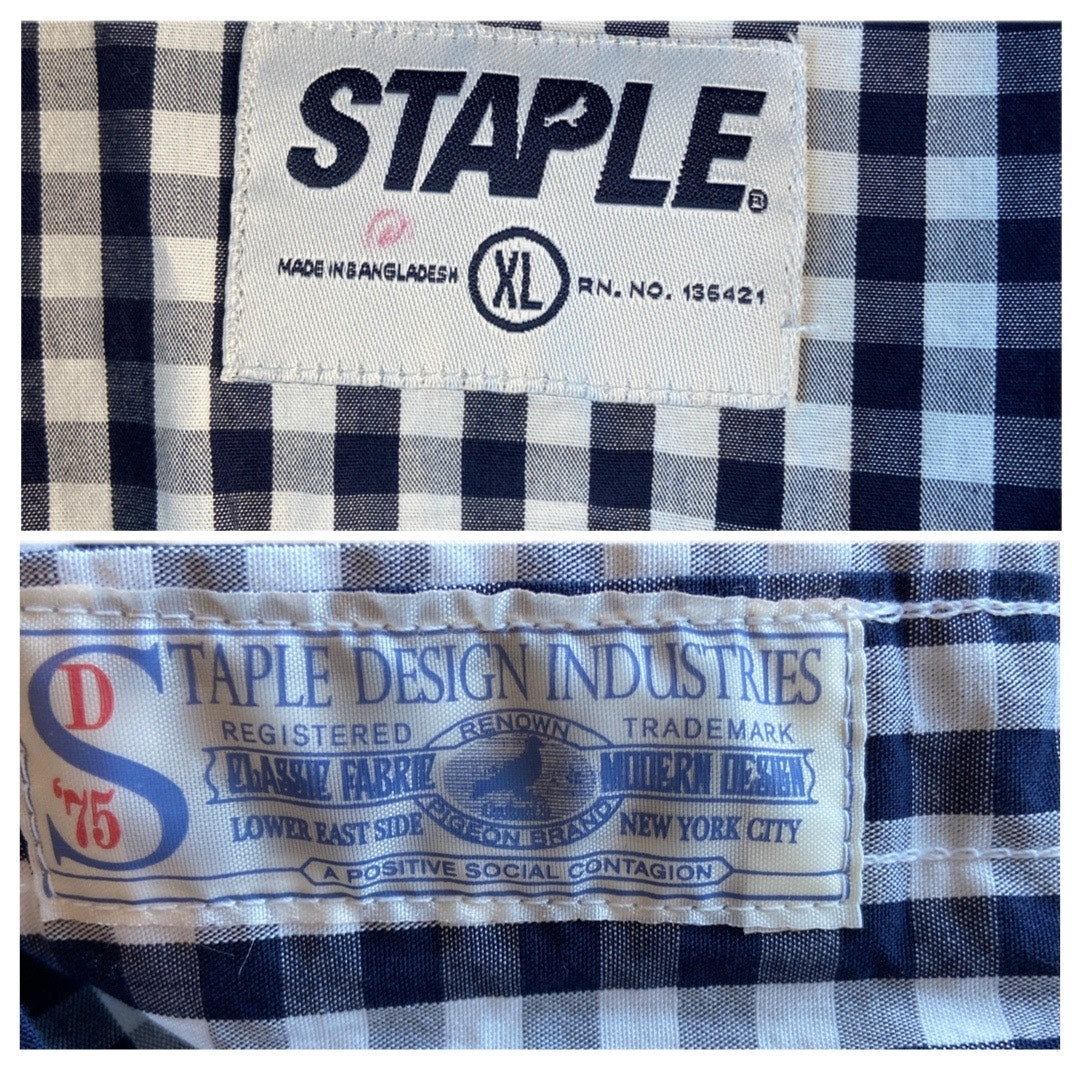 STAPLE®
MADE IN BANGLADESH XL RN. NO. 136421
STAPLE DESIGN INDUSTRIES
D
REGISTERED RENOWN TRADEMARK
CLASSIC FABRIC MODERN DESIGN
'75
LOWER EAST SIDE PIGEON BRAND NEW YORK CITY
A POSITIVE SOCIAL CONTAGION